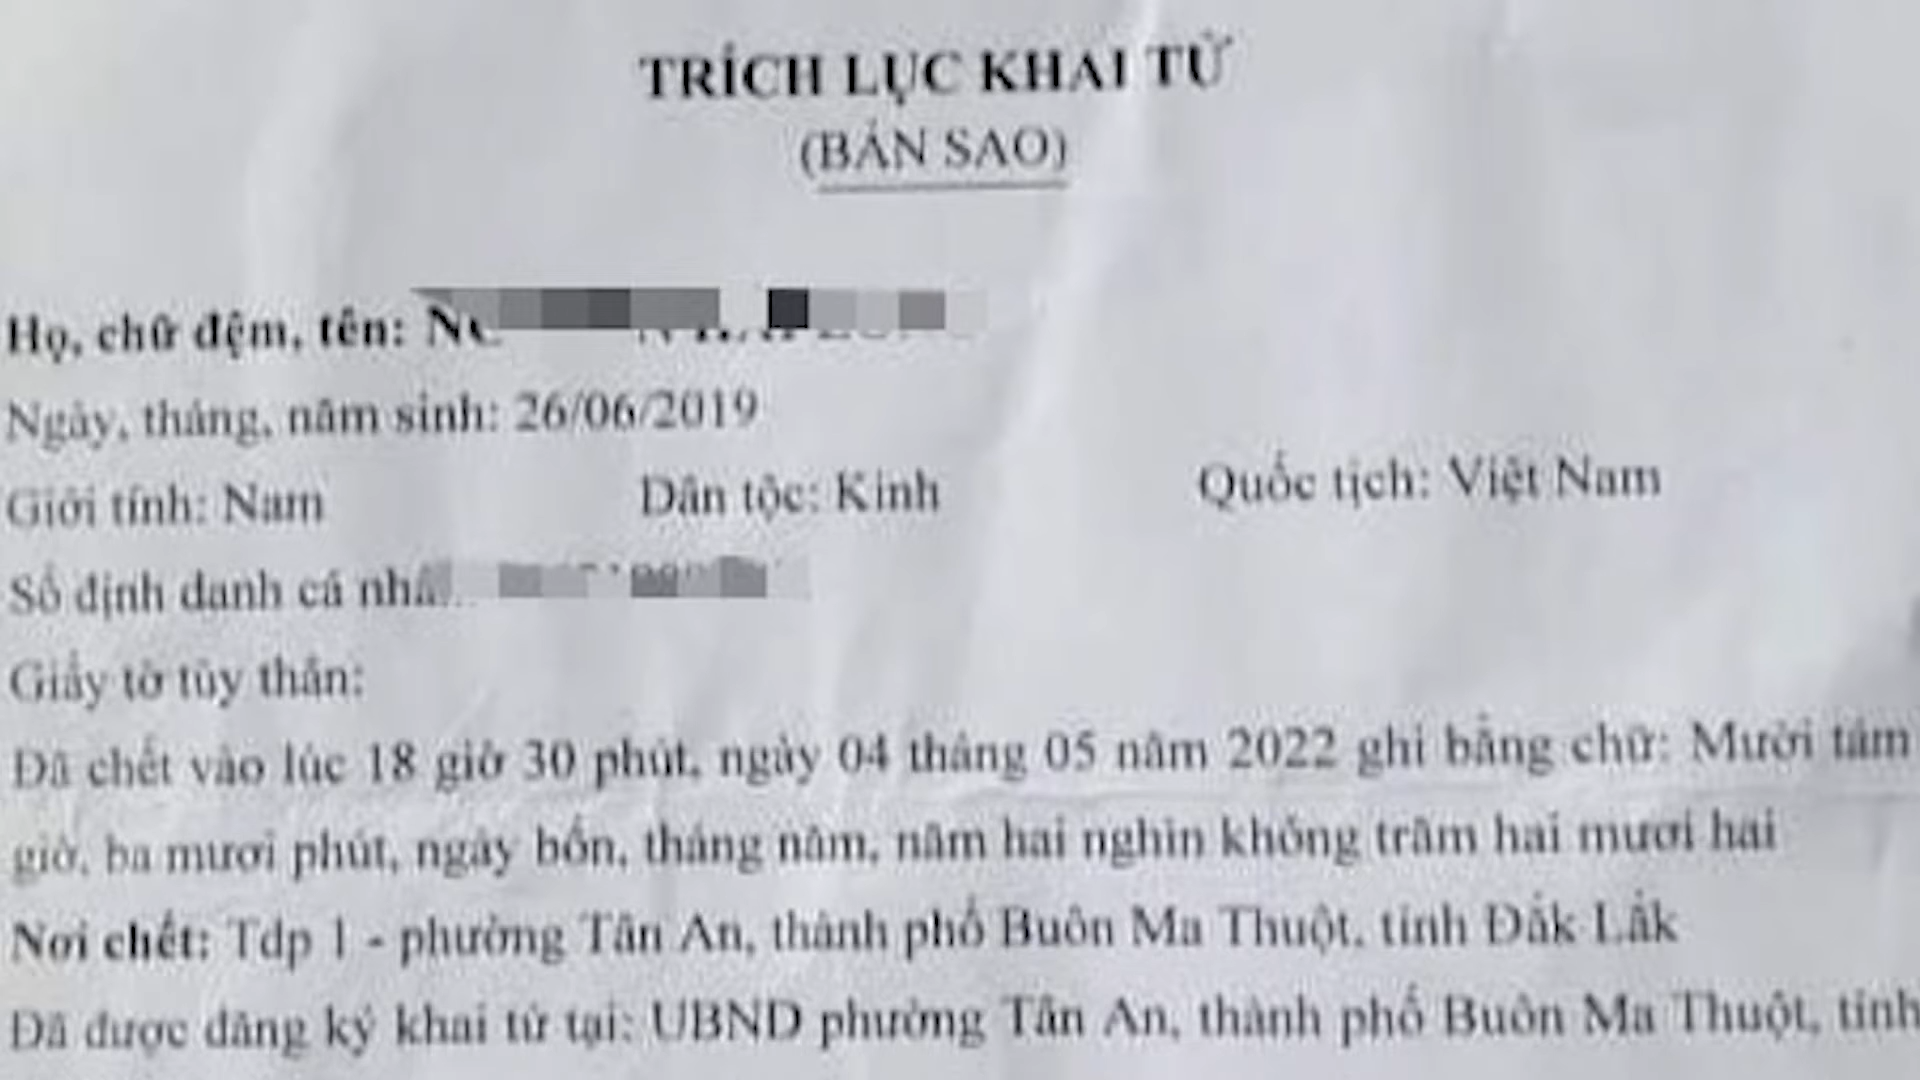 TRÍCH LỤC KHAI TỬ
(BẢN SAO)
Họ, chữ đệm, tên:
Ngày, tháng, năm sinh: 26/06/2019
Giới tính: Nam Dân tộc: Kinh Quốc tịch: Việt Nam
Số định danh cá
Giấy tờ tùy thân:
Đã chết vào lúc 18 giờ 30 phút, ngày 04 tháng 05 năm 2022 ghi bằng chữ: Mười tám
giờ, ba mươi phút, ngày bốn, tháng năm, năm hai nghìn không trăm hai mươi hai
Nơi chết: Tdp 1 - phường Tân An, thành phố Buôn Ma Thuột, tỉnh Đắk Lắk
Đã được đăng ký khai tử tại: UBND phường Tân An, thành phố Buôn Ma Thuột, tỉnh